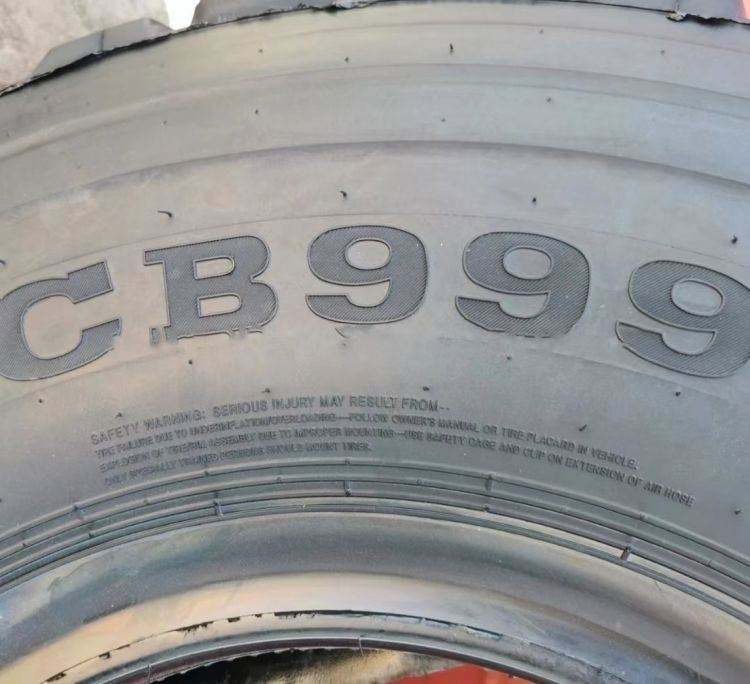 CB999
SAFETY WARNING: SERIOUS INJURY MAY RESULT FROM--
TIRE FAILURE DUE TO UNDERINFLATION/OVERLOADING—FOLLOW OWNER'S MANUAL OR TIRE PLACARD IN VEHICLE.
EXPLOSION OF TIRE/RIM ASSEMBLY DUE TO IMPROPER MOUNTING—USE SAFETY CAGE AND CLIP ON EXTENSION OF AIR HOSE
ONLY SPECIALLY TRAINED PERSONS SHOULD MOUNT TIRES.